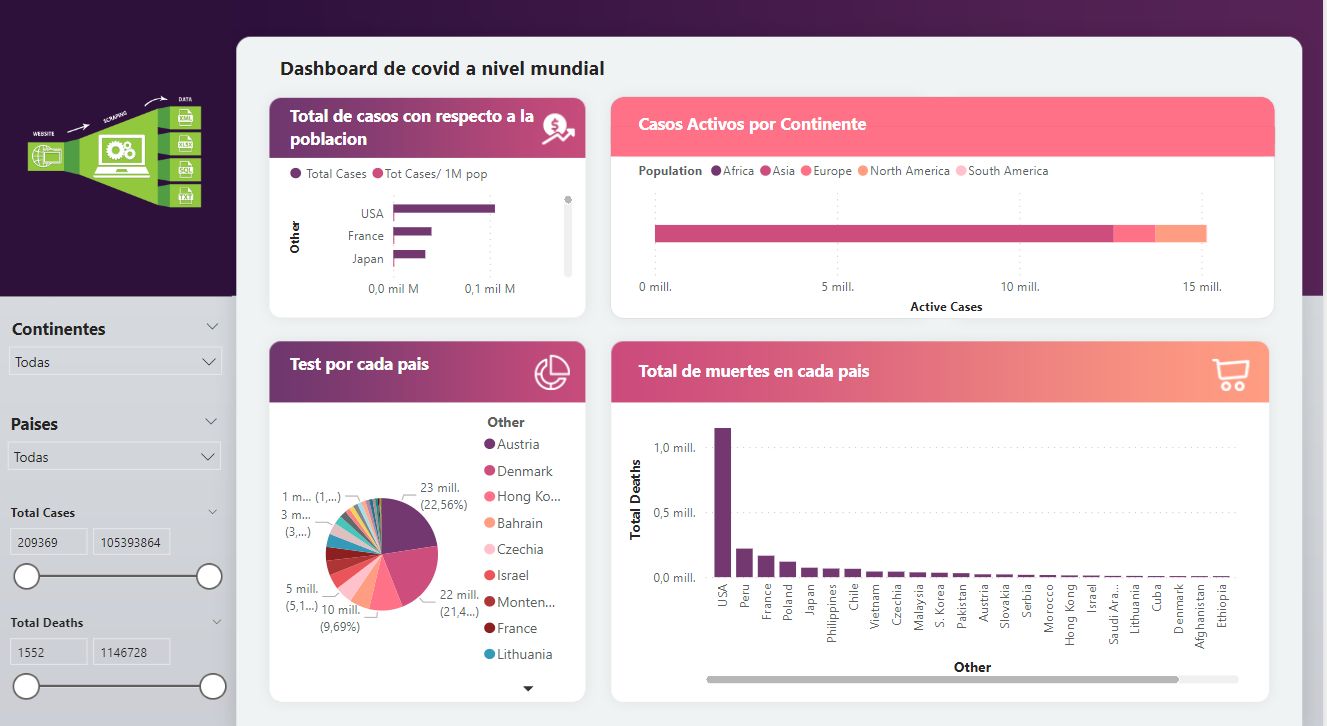 Dashboard de covid a nivel mundial
WEBSITE
SCRAPING
DATA
XML
XLSX
SQL
TXT
Continentes
Todas
Paises
Todas
Total Cases
209369 105393864
Total Deaths
1552 1146728
Total de casos con respecto a la
poblacion
Total Cases Tot Cases/ 1M pop
Other
USA
France
Japan
0,0 mil M 0,1 mil M
Casos Activos por Continente
Population Africa Asia Europe North America South America
0 mill. 5 mill. 10 mill. 15 mill.
Active Cases
Test por cada pais
Other
Austria
Denmark
Hong Ko...
Bahrain
Czechia
Israel
Monten...
France
Lithuania
23 mill.
(22,56%)
22 mill.
(21,4...)
10 mill.
(9,69%)
5 mill.
(5,1...)
3 m...
(3,...)
1 m... (1,...)
Total de muertes en cada pais
Total Deaths
1,0 mill.
0,5 mill.
0,0 mill.
USA
Peru
France
Poland
Japan
Philippines
Chile
Vietnam
Czechia
Malaysia
S. Korea
Pakistan
Austria
Slovakia
Serbia
Morocco
Hong Kong
Israel
Saudi Ara...
Lithuania
Cuba
Denmark
Afghanistan
Ethiopia
Other